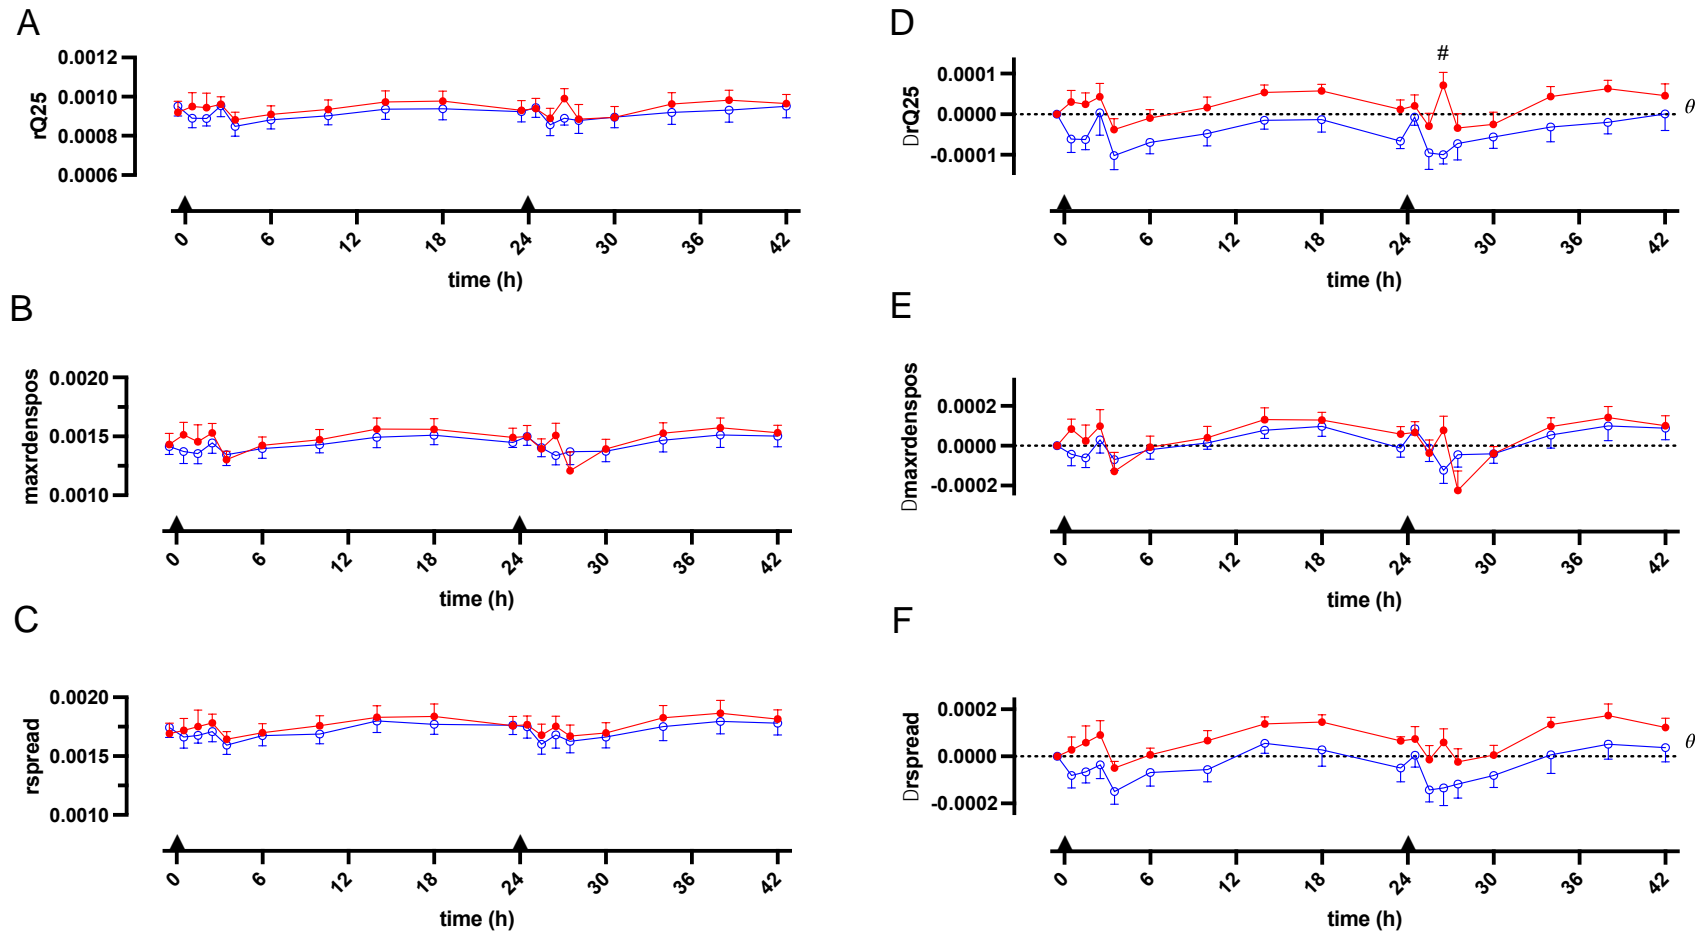 A
0.0012
0.0010
0.0008
0.0006
rQ25
0 6 12 18 24 30 36 42
time (h)
D
#
0.0001
0.0000
-0.0001
DrQ25
θ
0 6 12 18 24 30 36 42
time (h)
B
0.0020
0.0015
0.0010
maxrdenspos
0 6 12 18 24 30 36 42
time (h)
E
0.0002
0.0000
-0.0002
Dmaxrdenspos
0 6 12 18 24 30 36 42
time (h)
C
0.0020
0.0015
0.0010
rspread
0 6 12 18 24 30 36 42
time (h)
F
0.0002
0.0000
-0.0002
Drspread
θ
0 6 12 18 24 30 36 42
time (h)